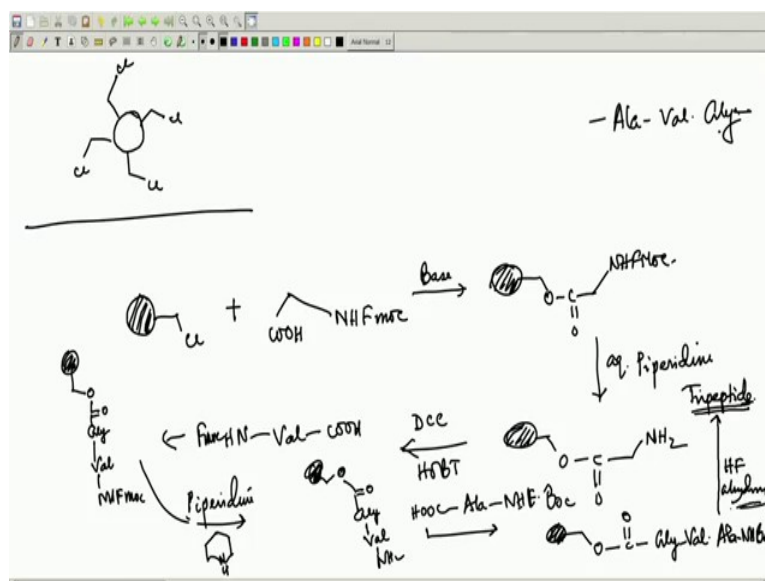 Arial Normal 12
Cl
Cl
Cl
Cl
– Ala – Val. Gly
Cl + COOH NHFmoc
Base
NHFmoc.
O – C
O
aq. Piperidine
O
O
Gly
Val
NHFmoc
FmocHN – Val – COOH
DCC
HOBT
O – C
O
NH2
Tripeptide
HF
Piperidine
N
H
O
O
Gly
Val
NH2
HOOC – Ala – NH Boc
O – C – Gly – Val. Ala – NHBoc
O